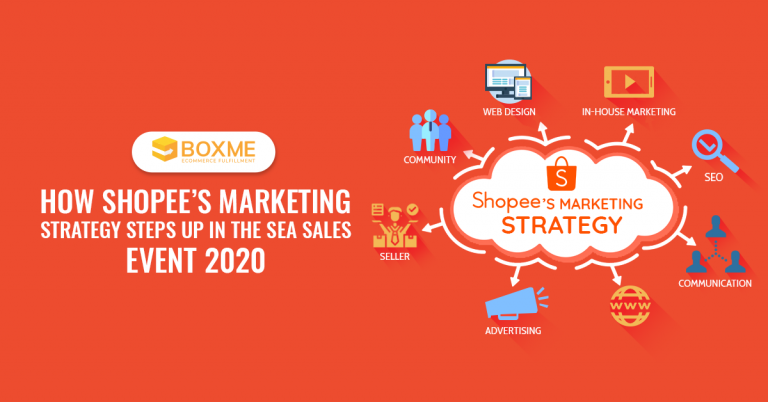 BOXME
ECOMMERCE FULFILLMENT
HOW SHOPEE'S MARKETING
STRATEGY STEPS UP IN THE SEA SALES
EVENT 2020
WEB DESIGN
IN-HOUSE MARKETING
COMMUNITY
SEO
S
Shopee'S MARKETING
STRATEGY
SELLER
COMMUNICATION
WWW
ADVERTISING